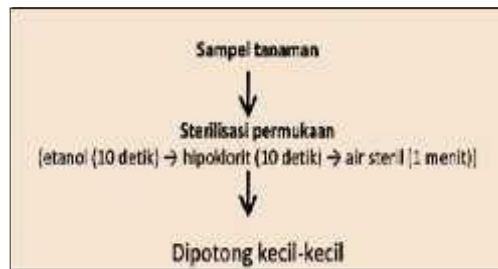 Sampel tanaman
Sterilisasi permukaan
[etanol (10 detik) → hipoklorit (10 detik) → air steril (1 menit)]
Dipotong kecil-kecil